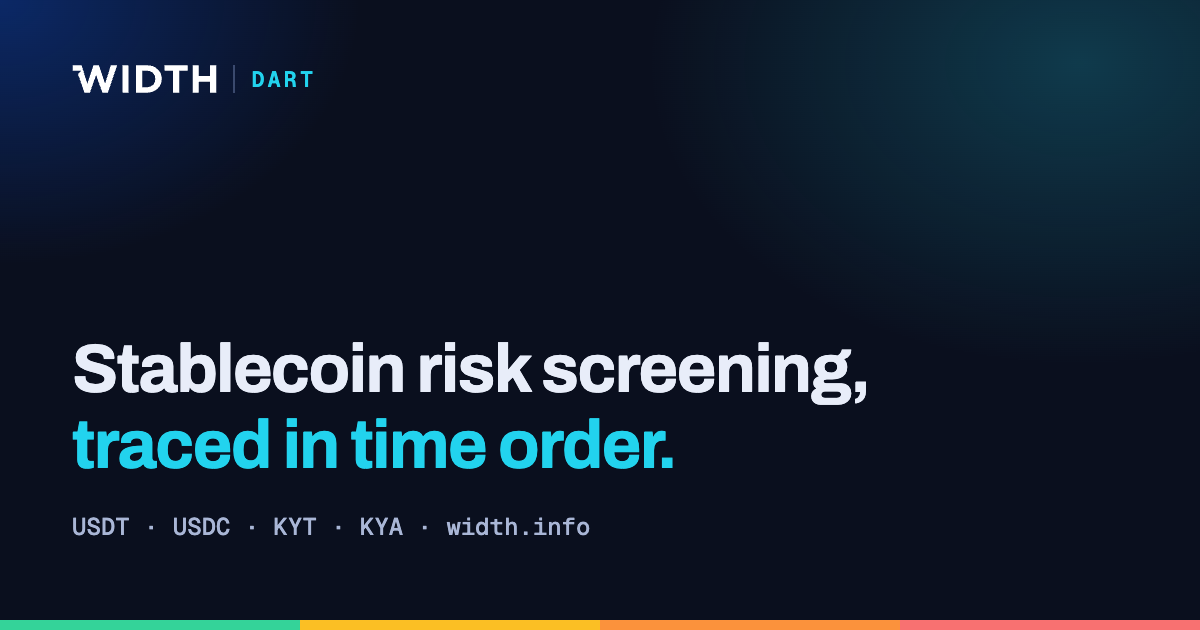 WIDTH | DART
Stablecoin risk screening,
traced in time order.
USDT · USDC · KYT · KYA · width.info